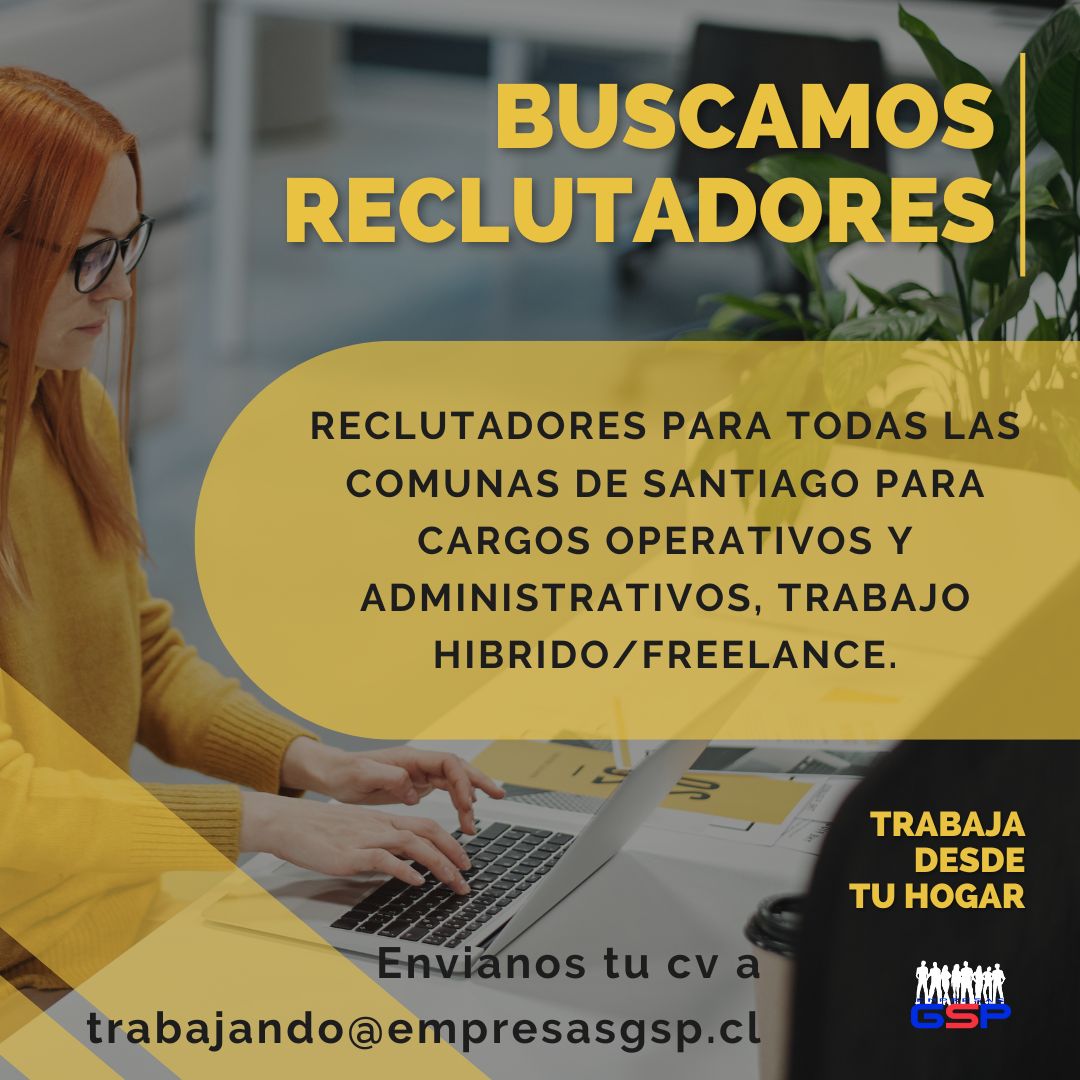 BUSCAMOS
RECLUTADORES
RECLUTADORES PARA TODAS LAS
COMUNAS DE SANTIAGO PARA
CARGOS OPERATIVOS Y
ADMINISTRATIVOS, TRABAJO
HIBRIDO/FREELANCE.
TRABAJA
DESDE
TU HOGAR
Envianos tu cv a
trabajando@empresasgsp.cl
GSP